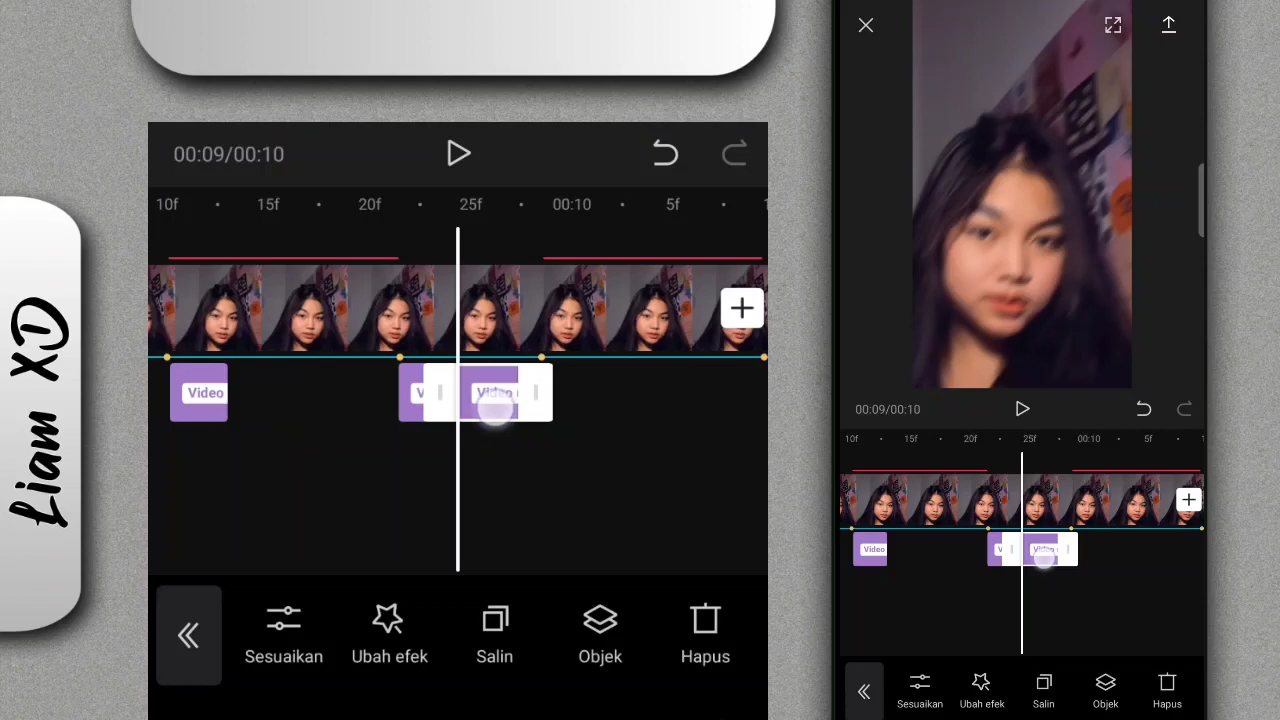 Liam XD
00:09/00:10
10f 15f 20f 25f 00:10 5f
Video
V
Video
Sesuaikan Ubah efek Salin Objek Hapus
00:09/00:10
10f 15f 20f 25f 00:10 5f
Video
V
Video
Sesuaikan Ubah efek Salin Objek Hapus